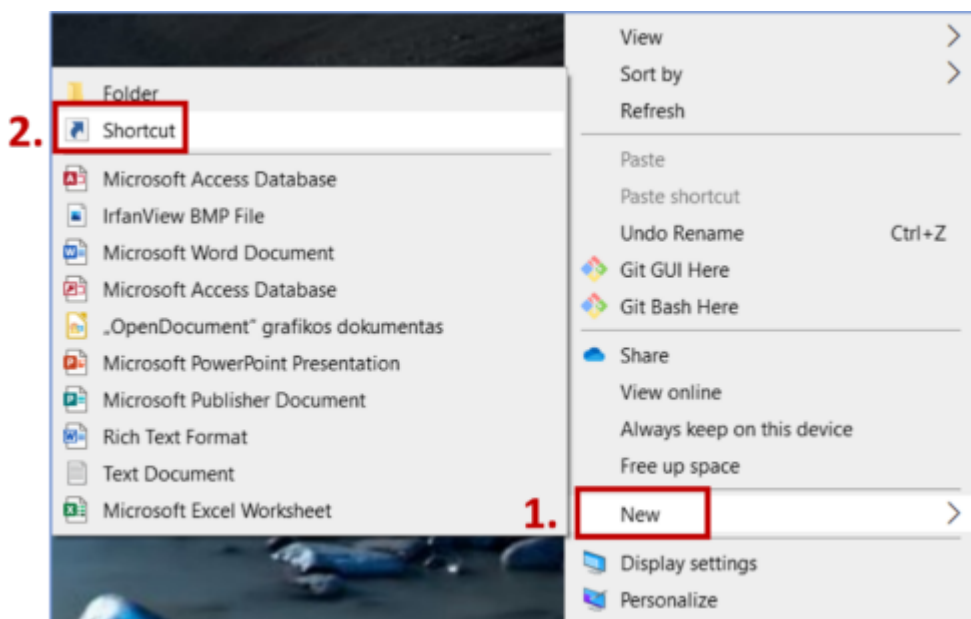 View
Sort by
Refresh
Paste
Paste shortcut
Undo Rename Ctrl+Z
Git GUI Here
Git Bash Here
Share
View online
Always keep on this device
Free up space
1. New
Display settings
Personalize
Folder
2. Shortcut
Microsoft Access Database
IrfanView BMP File
Microsoft Word Document
Microsoft Access Database
„OpenDocument“ grafikos dokumentas
Microsoft PowerPoint Presentation
Microsoft Publisher Document
Rich Text Format
Text Document
Microsoft Excel Worksheet